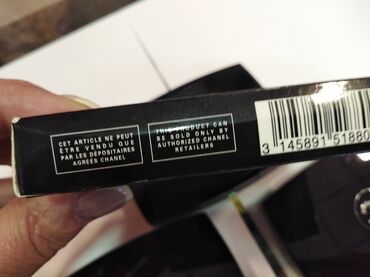 CET ARTICLE NE PEUT
ÊTRE VENDU QUE
PAR LES DÉPOSITAIRES
AGRÉÉS CHANEL
THIS PRODUCT CAN
BE SOLD ONLY BY
AUTHORIZED CHANEL
RETAILERS
3 145891 51880